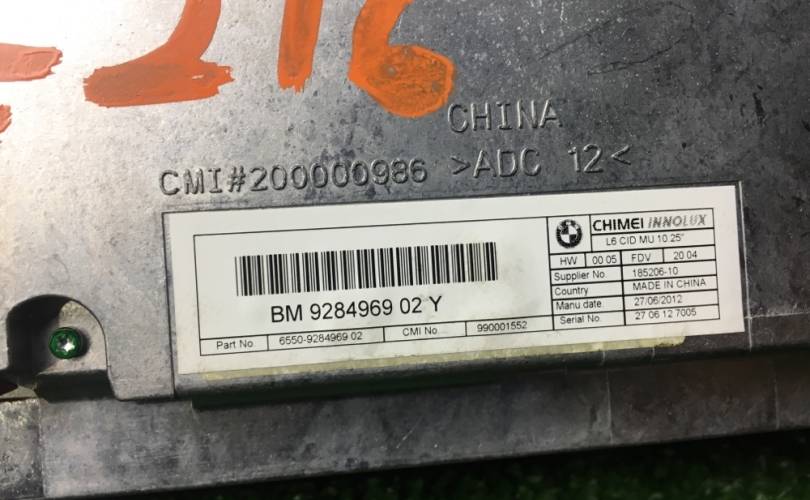 216
CHINA
CMI#200000986 >ADC 12<
CHIMEI INNOLUX
L6 CID MU 10.25"
HW 00 05 FDV 20 04
Supplier No. 185206-10
Country MADE IN CHINA
Manu date. 27/06/2012
Serial No. 27 06 12 7005
BM 9284969 02 Y
Part No. 6550-9284969 02 CMI No. 990001552